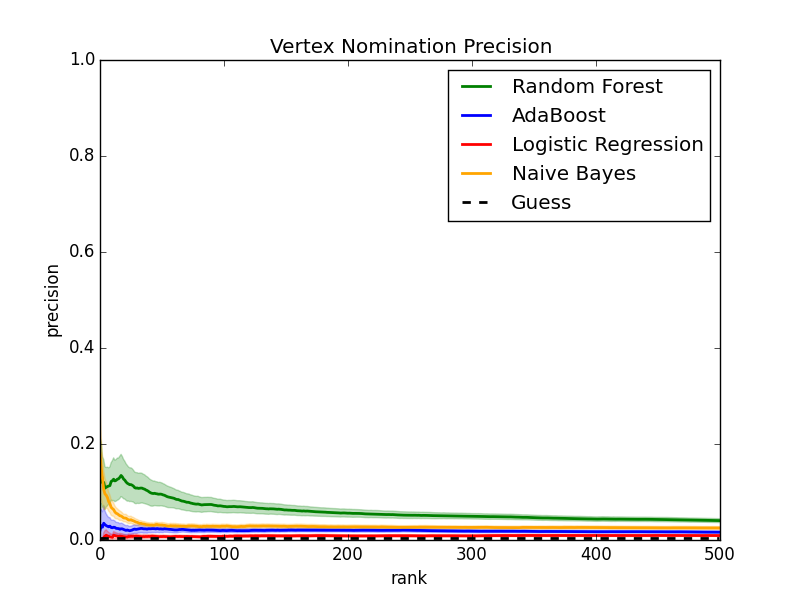 Vertex Nomination Precision
1.0
0.8
0.6
0.4
0.2
0.0
precision
Random Forest
AdaBoost
Logistic Regression
Naive Bayes
Guess
0 100 200 300 400 500
rank